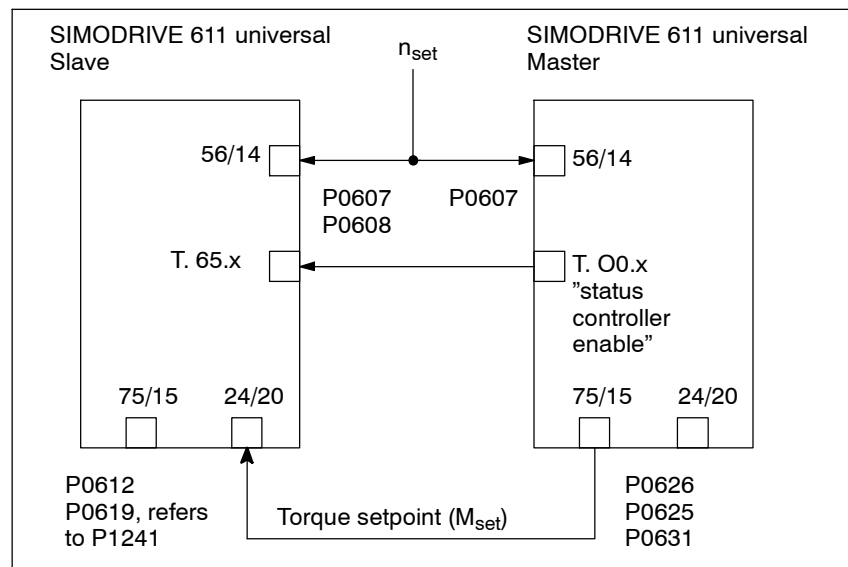 SIMODRIVE 611 universal
Slave
n_set
SIMODRIVE 611 universal
Master
56/14
56/14
P0607
P0608
P0607
T. 65.x
T. O0.x
”status
controller
enable”
75/15
24/20
75/15
24/20
P0612
P0619, refers
to P1241
Torque setpoint (M_set)
P0626
P0625
P0631